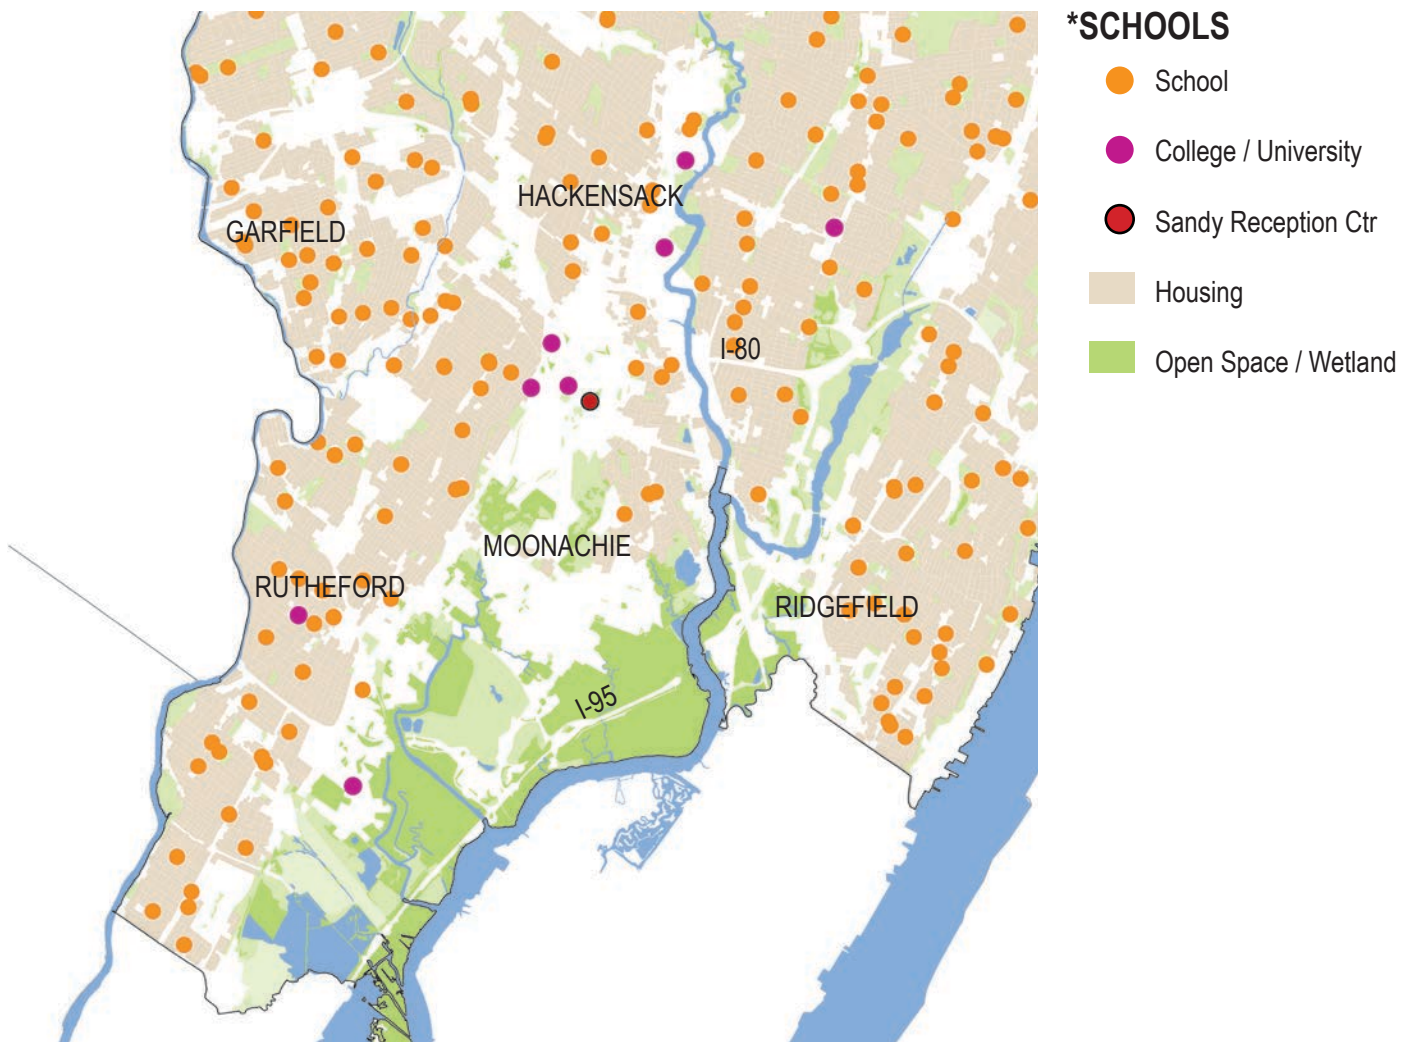 *SCHOOLS
School
College / University
Sandy Reception Ctr
Housing
Open Space / Wetland
HACKENSACK
GARFIELD
I-80
MOONACHIE
RUTHEFORD
RIDGEFIELD
I-95